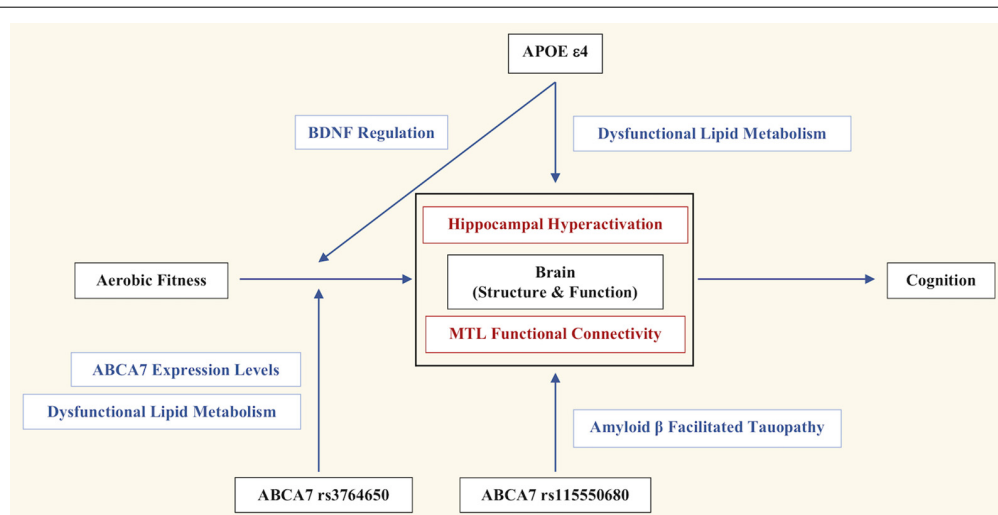 APOE ε4
BDNF Regulation
Dysfunctional Lipid Metabolism
Hippocampal Hyperactivation
Aerobic Fitness
Brain
(Structure & Function)
Cognition
MTL Functional Connectivity
ABCA7 Expression Levels
Dysfunctional Lipid Metabolism
Amyloid β Facilitated Tauopathy
ABCA7 rs3764650
ABCA7 rs115550680